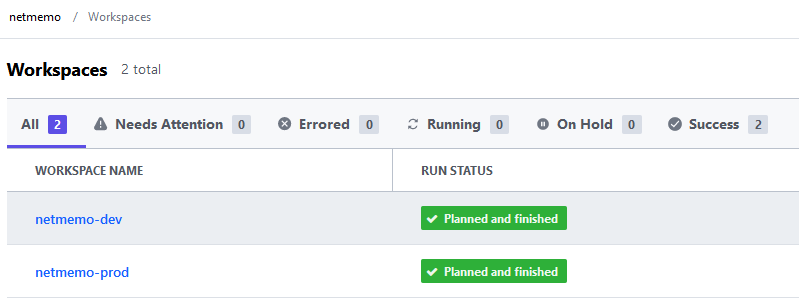 netmemo / Workspaces
Workspaces 2 total
All 2 Needs Attention 0 Errored 0 Running 0 On Hold 0 Success 2
WORKSPACE NAME RUN STATUS
netmemo-dev Planned and finished
netmemo-prod Planned and finished